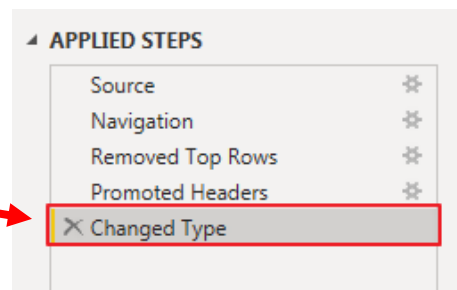 APPLIED STEPS
Source
Navigation
Removed Top Rows
Promoted Headers
Changed Type